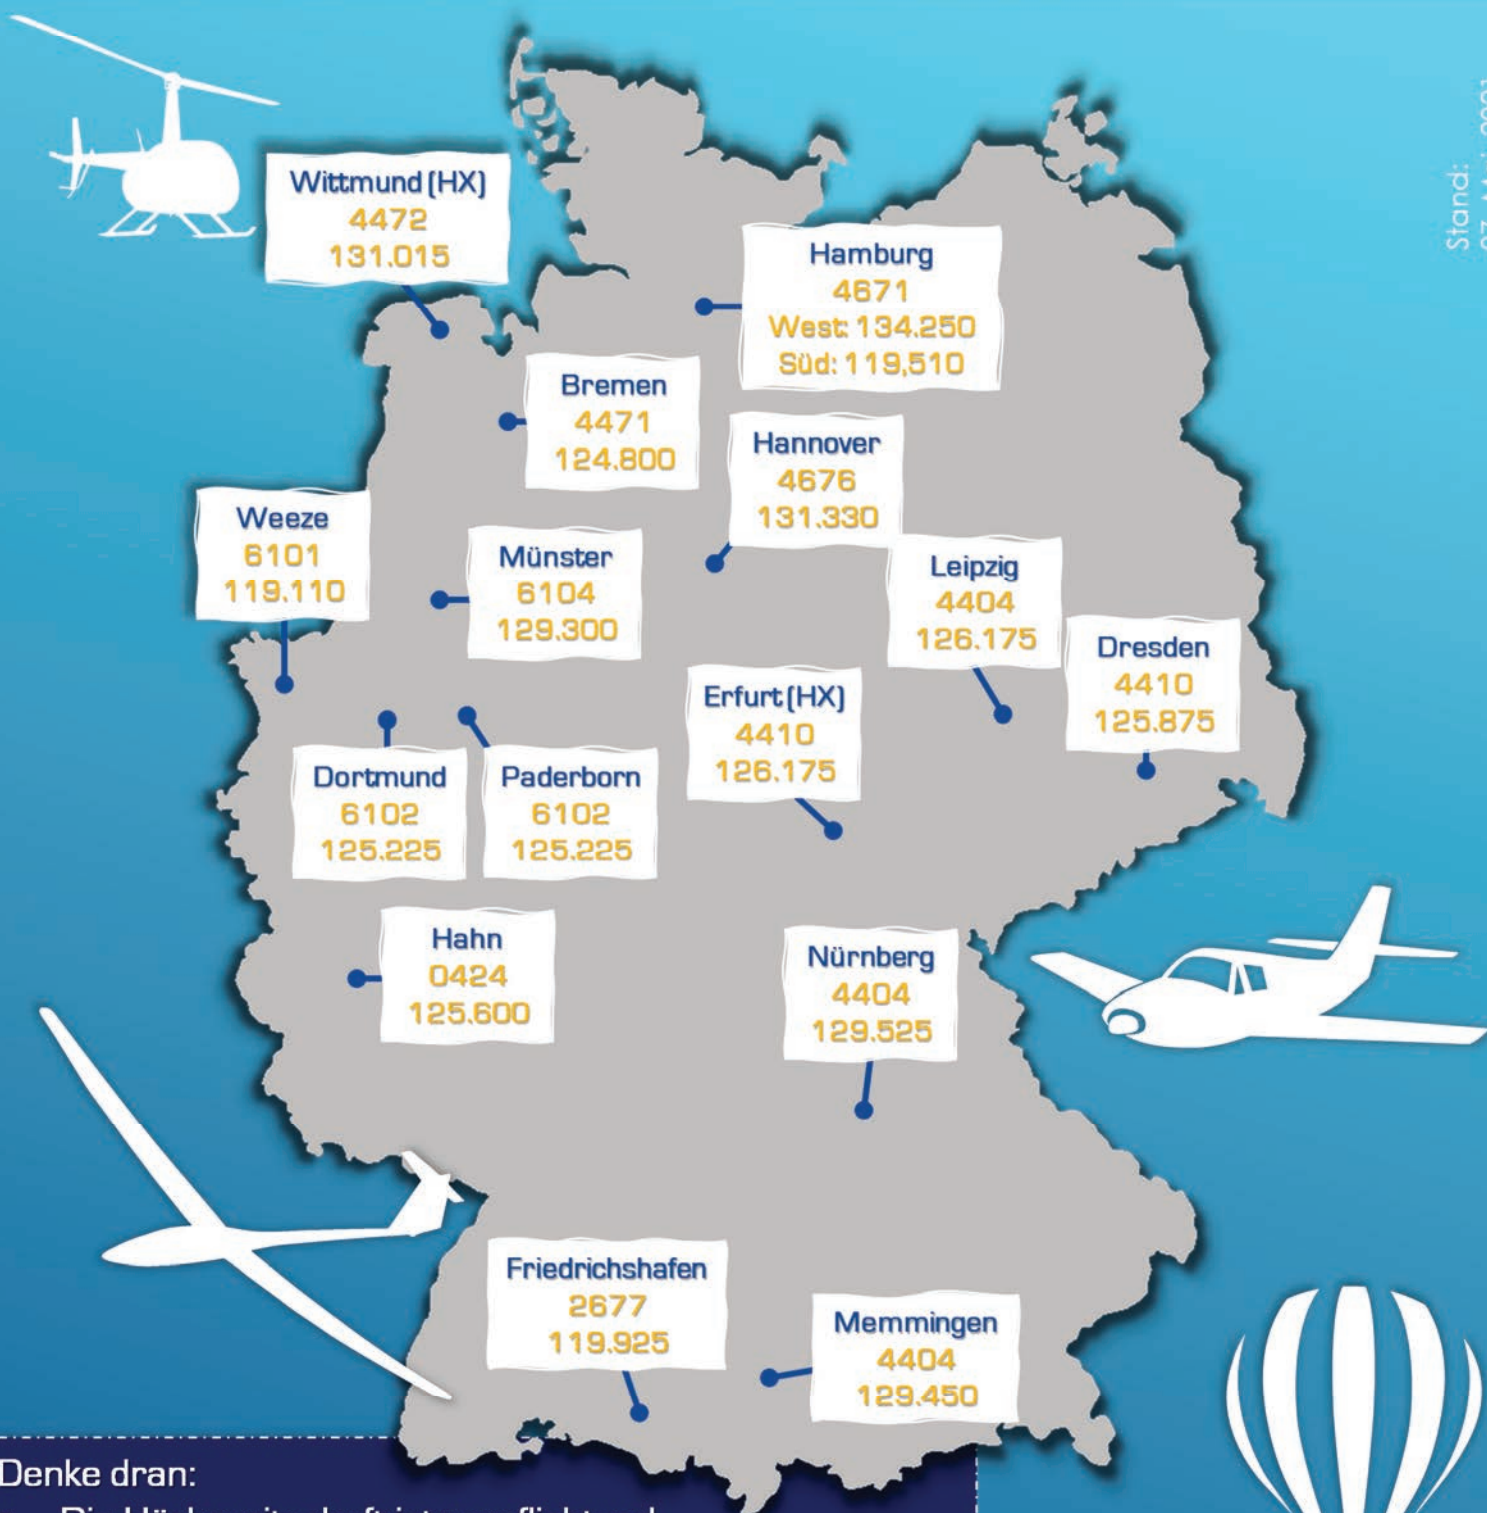 Stand:
Wittmund (HX)
4472
131.015
Hamburg
4671
West: 134.250
Süd: 119,510
Bremen
4471
124.800
Hannover
4676
131.330
Weeze
6101
119.110
Münster
6104
129.300
Leipzig
4404
126.175
Dresden
4410
125.875
Erfurt (HX)
4410
126.175
Dortmund
6102
125.225
Paderborn
6102
125.225
Hahn
0424
125.600
Nürnberg
4404
129.525
Friedrichshafen
2677
119.925
Memmingen
4404
129.450
Denke dran: